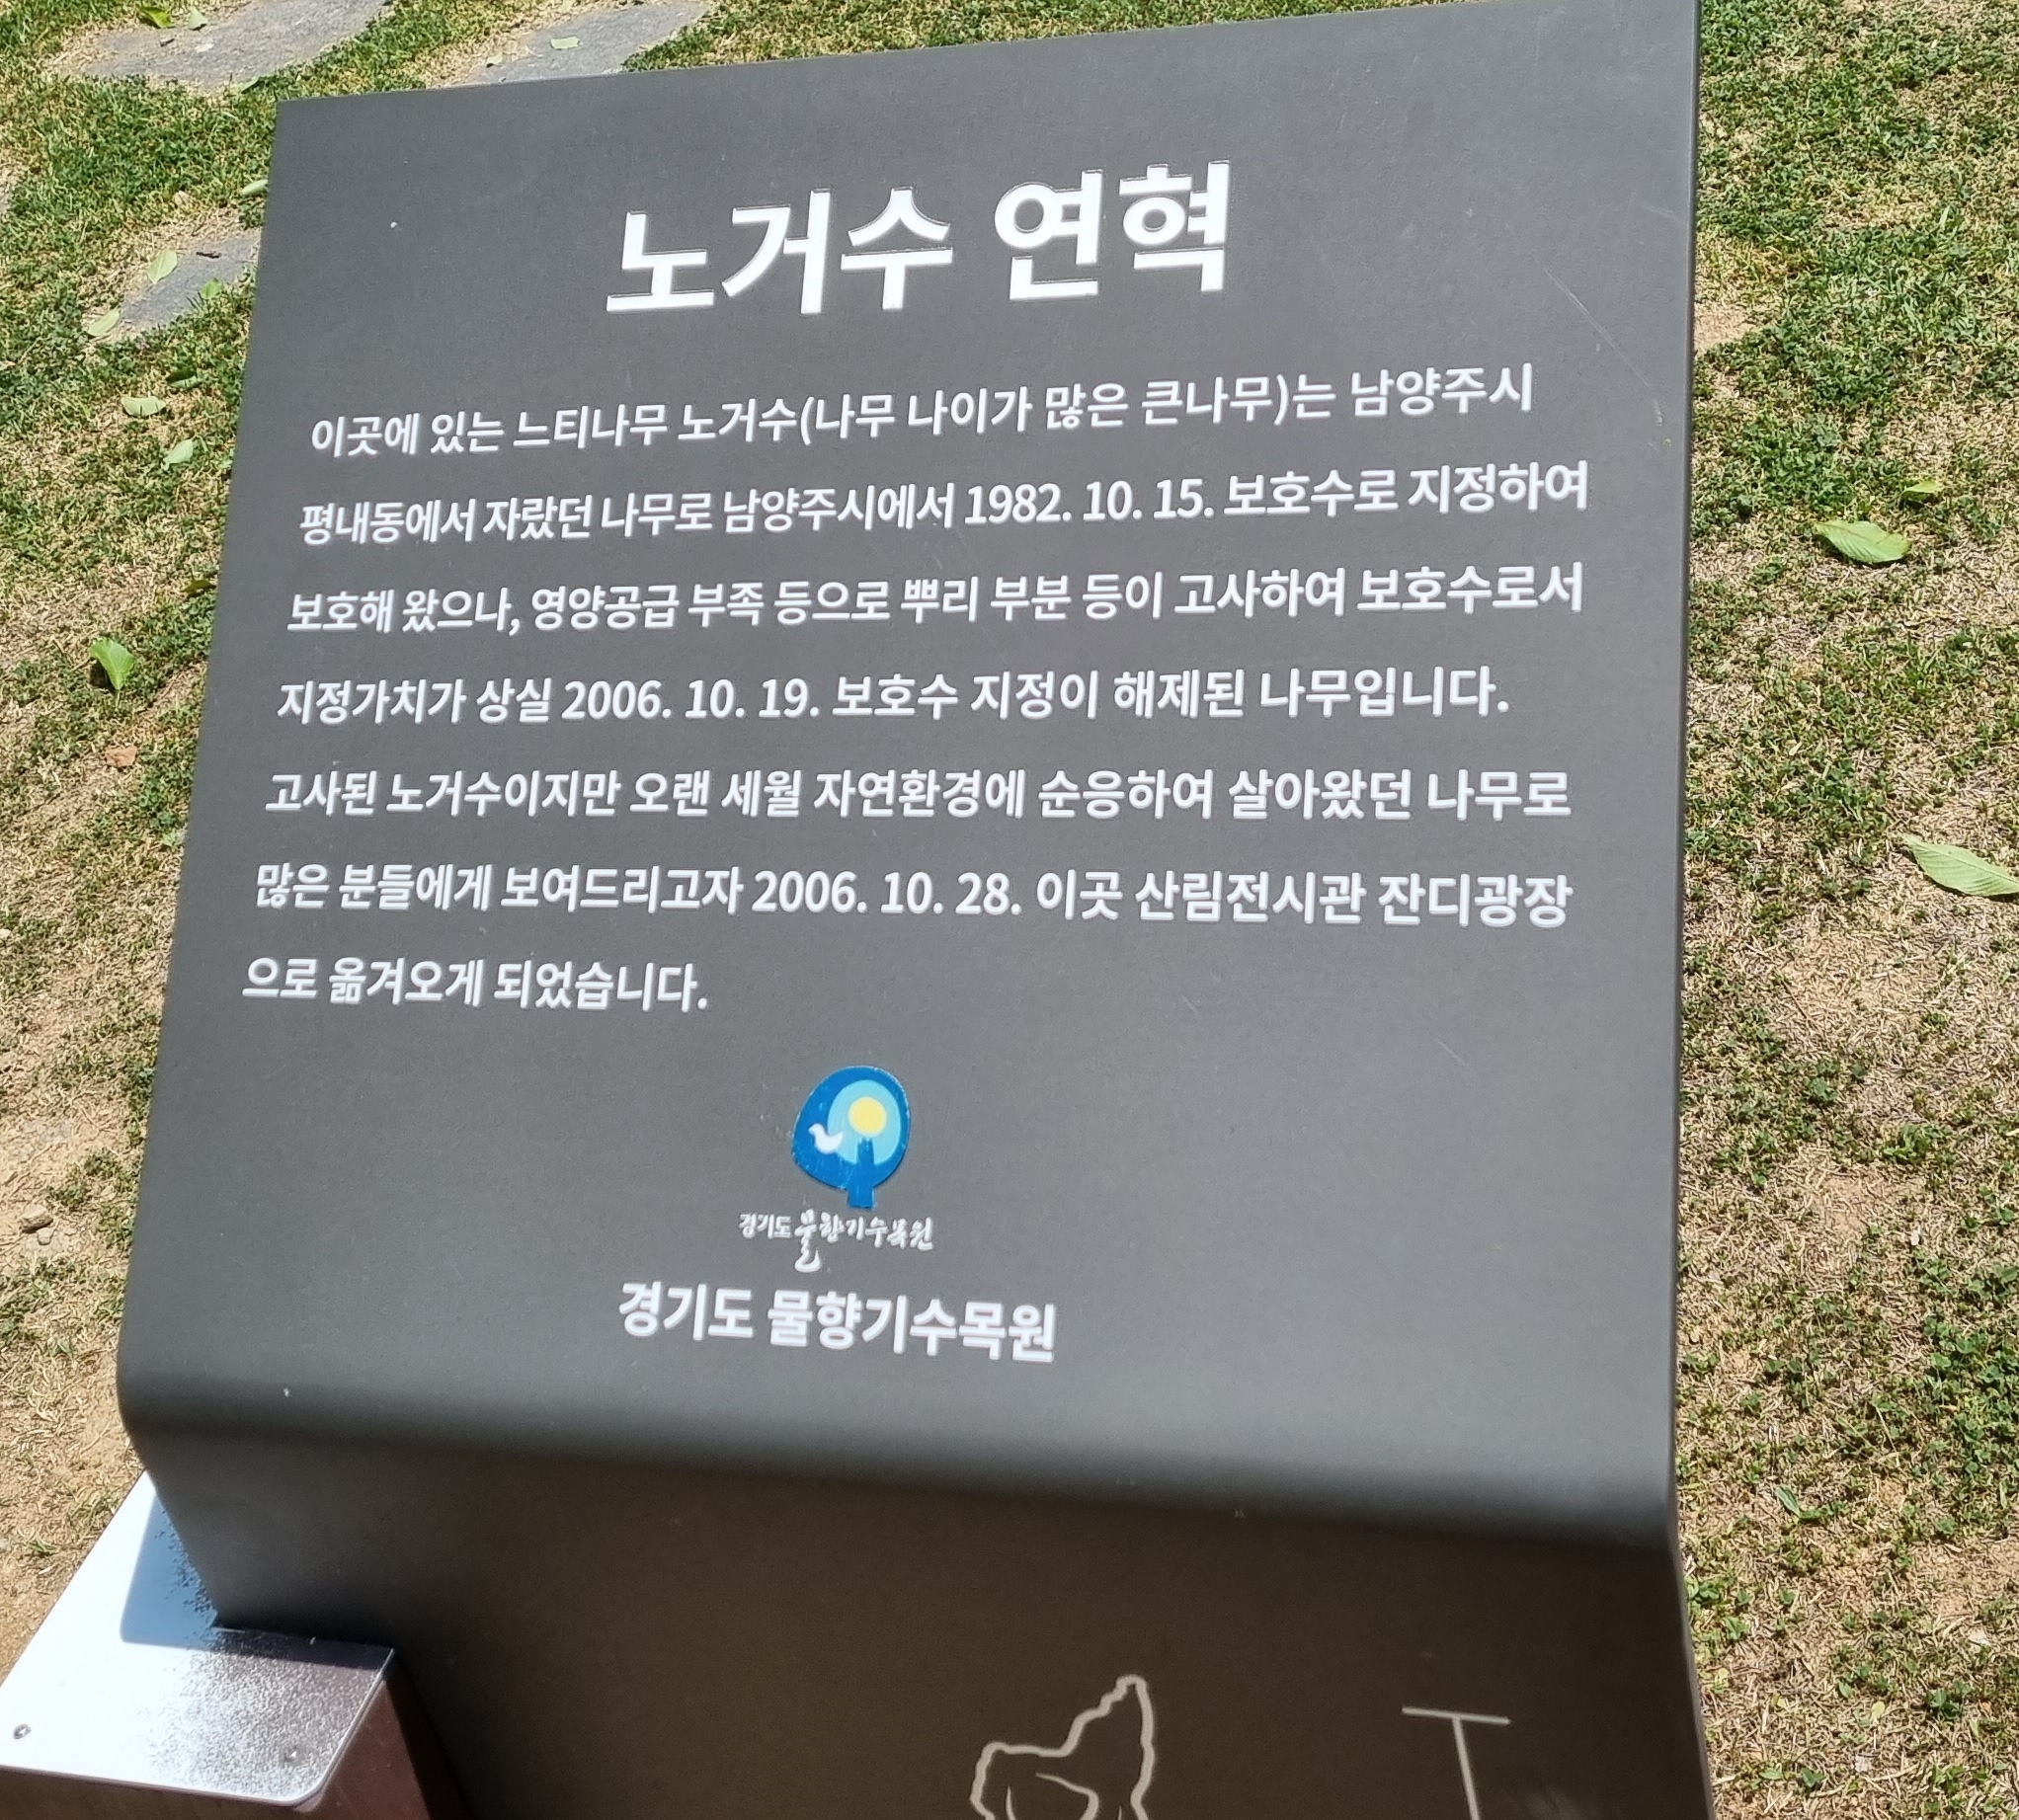 노거수 연혁
이곳에 있는 느티나무 노거수(나무 나이가 많은 큰나무)는 남양주시
평내동에서 자랐던 나무로 남양주시에서 1982. 10. 15. 보호수로 지정하여
보호해 왔으나, 영양공급 부족 등으로 뿌리 부분 등이 고사하여 보호수로서
지정가치가 상실 2006. 10. 19. 보호수 지정이 해제된 나무입니다.
고사된 노거수이지만 오랜 세월 자연환경에 순응하여 살아왔던 나무로
많은 분들에게 보여드리고자 2006. 10. 28. 이곳 산림전시관 잔디광장
으로 옮겨오게 되었습니다.
경기도 물향기수목원
경기도 물향기수목원